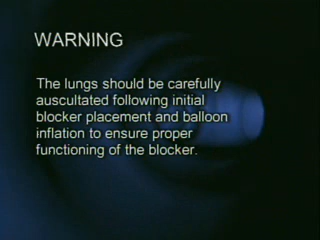 WARNING
The lungs should be carefully
auscultated following initial
blocker placement and balloon
inflation to ensure proper
functioning of the blocker.